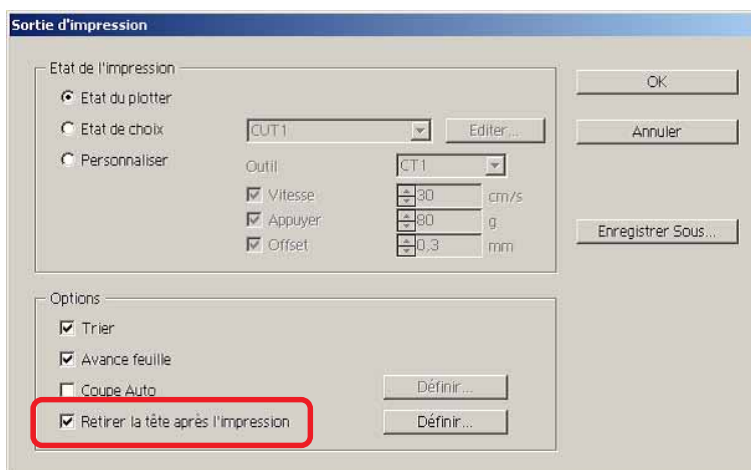 Sortie d'impression
Etat de l'impression
Etat du plotter
Etat de choix CUT1 Editer...
Personnaliser Outil CT1
Vitesse 30 cm/s
Appuyer 80 g
Offset 0.3 mm
OK
Annuler
Enregistrer Sous...
Options
Trier
Avance feuille
Coupe Auto Définir...
Retirer la tête après l'impression Définir...